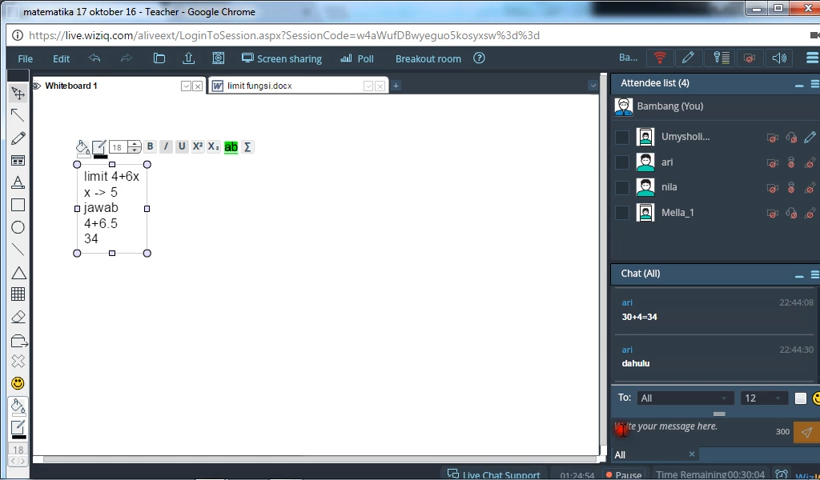 matematika 17 oktober 16 - Teacher - Google Chrome
https://live.wiziq.com/aliveext/LoginToSession.aspx?SessionCode=w4aWufDBwyeguo5kosyxsw%3d%3d
File Edit Screen sharing Poll Breakout room ? Ba...
Whiteboard 1 limit fungsi.docx
Attendee list (4)
Bambang (You)
Umysholi...
ari
nila
Mella_1
18 B I U X² X₂ ab Σ
limit 4+6x
x -> 5
jawab
4+6.5
34
Chat (All)
ari 22:44:08
30+4=34
ari 22:44:30
dahulu
To: All 12
your message here. 300
All
18
Live Chat Support 01:24:54 Pause Time Remaining00:30:04